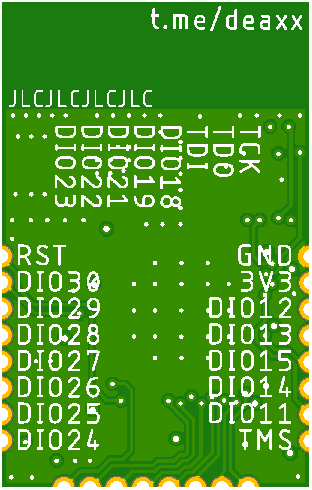 t.me/deaxx
JLCJLCJLCJLC
DIO23
DIO22
DIO21
DIO19
DIO18
TDI
TDO
TCK
RST
DIO30
DIO29
DIO28
DIO27
DIO26
DIO25
DIO24
GND
3V3
DIO12
DIO13
DIO15
DIO14
DIO11
TMS